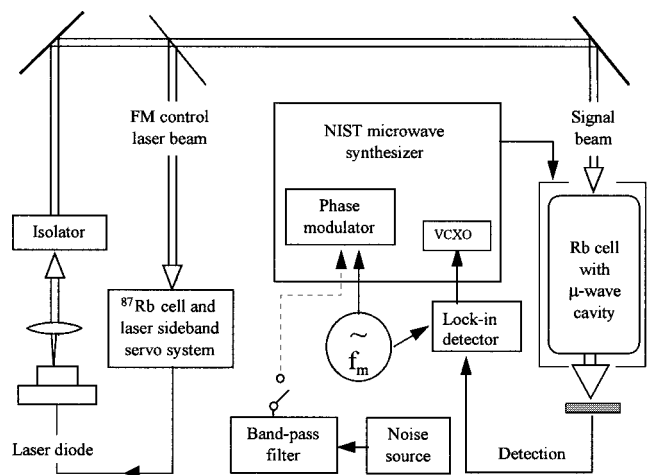 FM control
laser beam
NIST microwave
synthesizer
Signal
beam
Phase
modulator
VCXO
Isolator
Rb cell
with
μ-wave
cavity
⁸⁷Rb cell and
laser sideband
servo system
~
fₘ
Lock-in
detector
Laser diode
Band-pass
filter
Noise
source
Detection